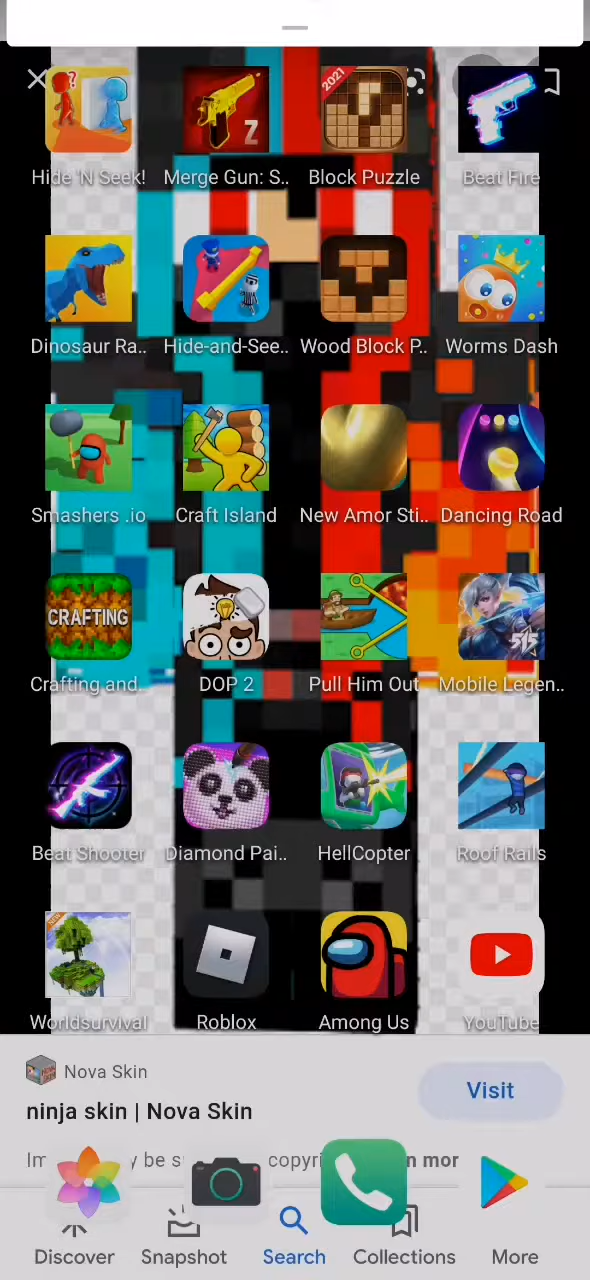 Hide 'N Seek! Merge Gun: S.. Block Puzzle Beat Fire
2021
Z
Dinosaur Ra.. Hide-and-See.. Wood Block P.. Worms Dash
Smashers .io Craft Island New Amor Sti.. Dancing Road
CRAFTING
515
Crafting and.. DOP 2 Pull Him Out Mobile Legen..
Beat Shooter Diamond Pai.. HellCopter Roof Rails
Worldsurvival Roblox Among Us YouTube
Nova Skin
Visit
ninja skin | Nova Skin
Discover Snapshot Search Collections More